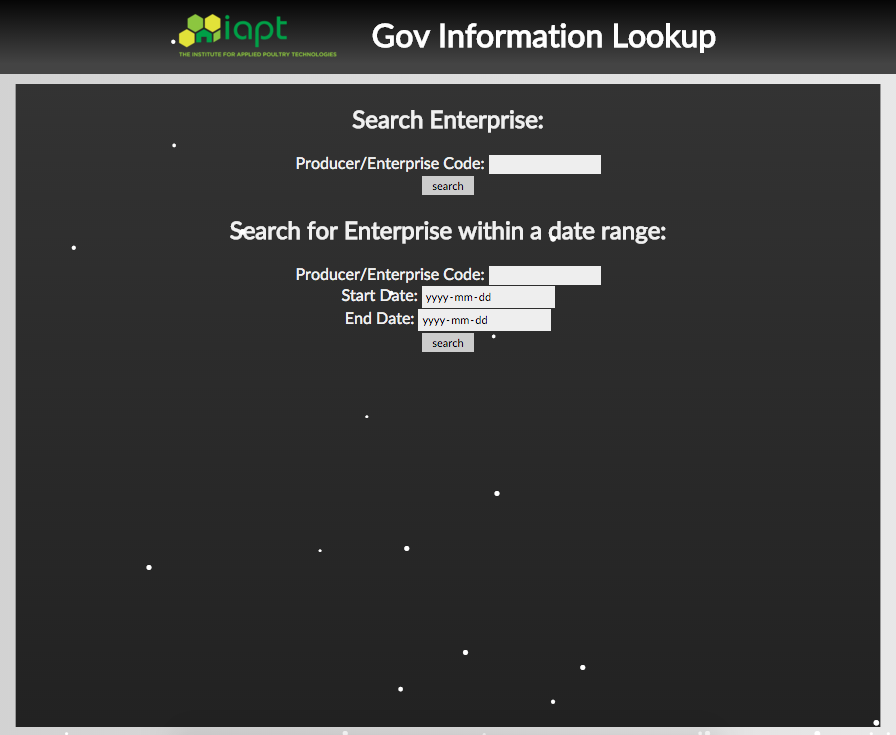 iapt
THE INSTITUTE FOR APPLIED POULTRY TECHNOLOGIES
Gov Information Lookup
Search Enterprise:
Producer/Enterprise Code:
search
Search for Enterprise within a date range:
Producer/Enterprise Code:
Start Date: yyyy-mm-dd
End Date: yyyy-mm-dd
search